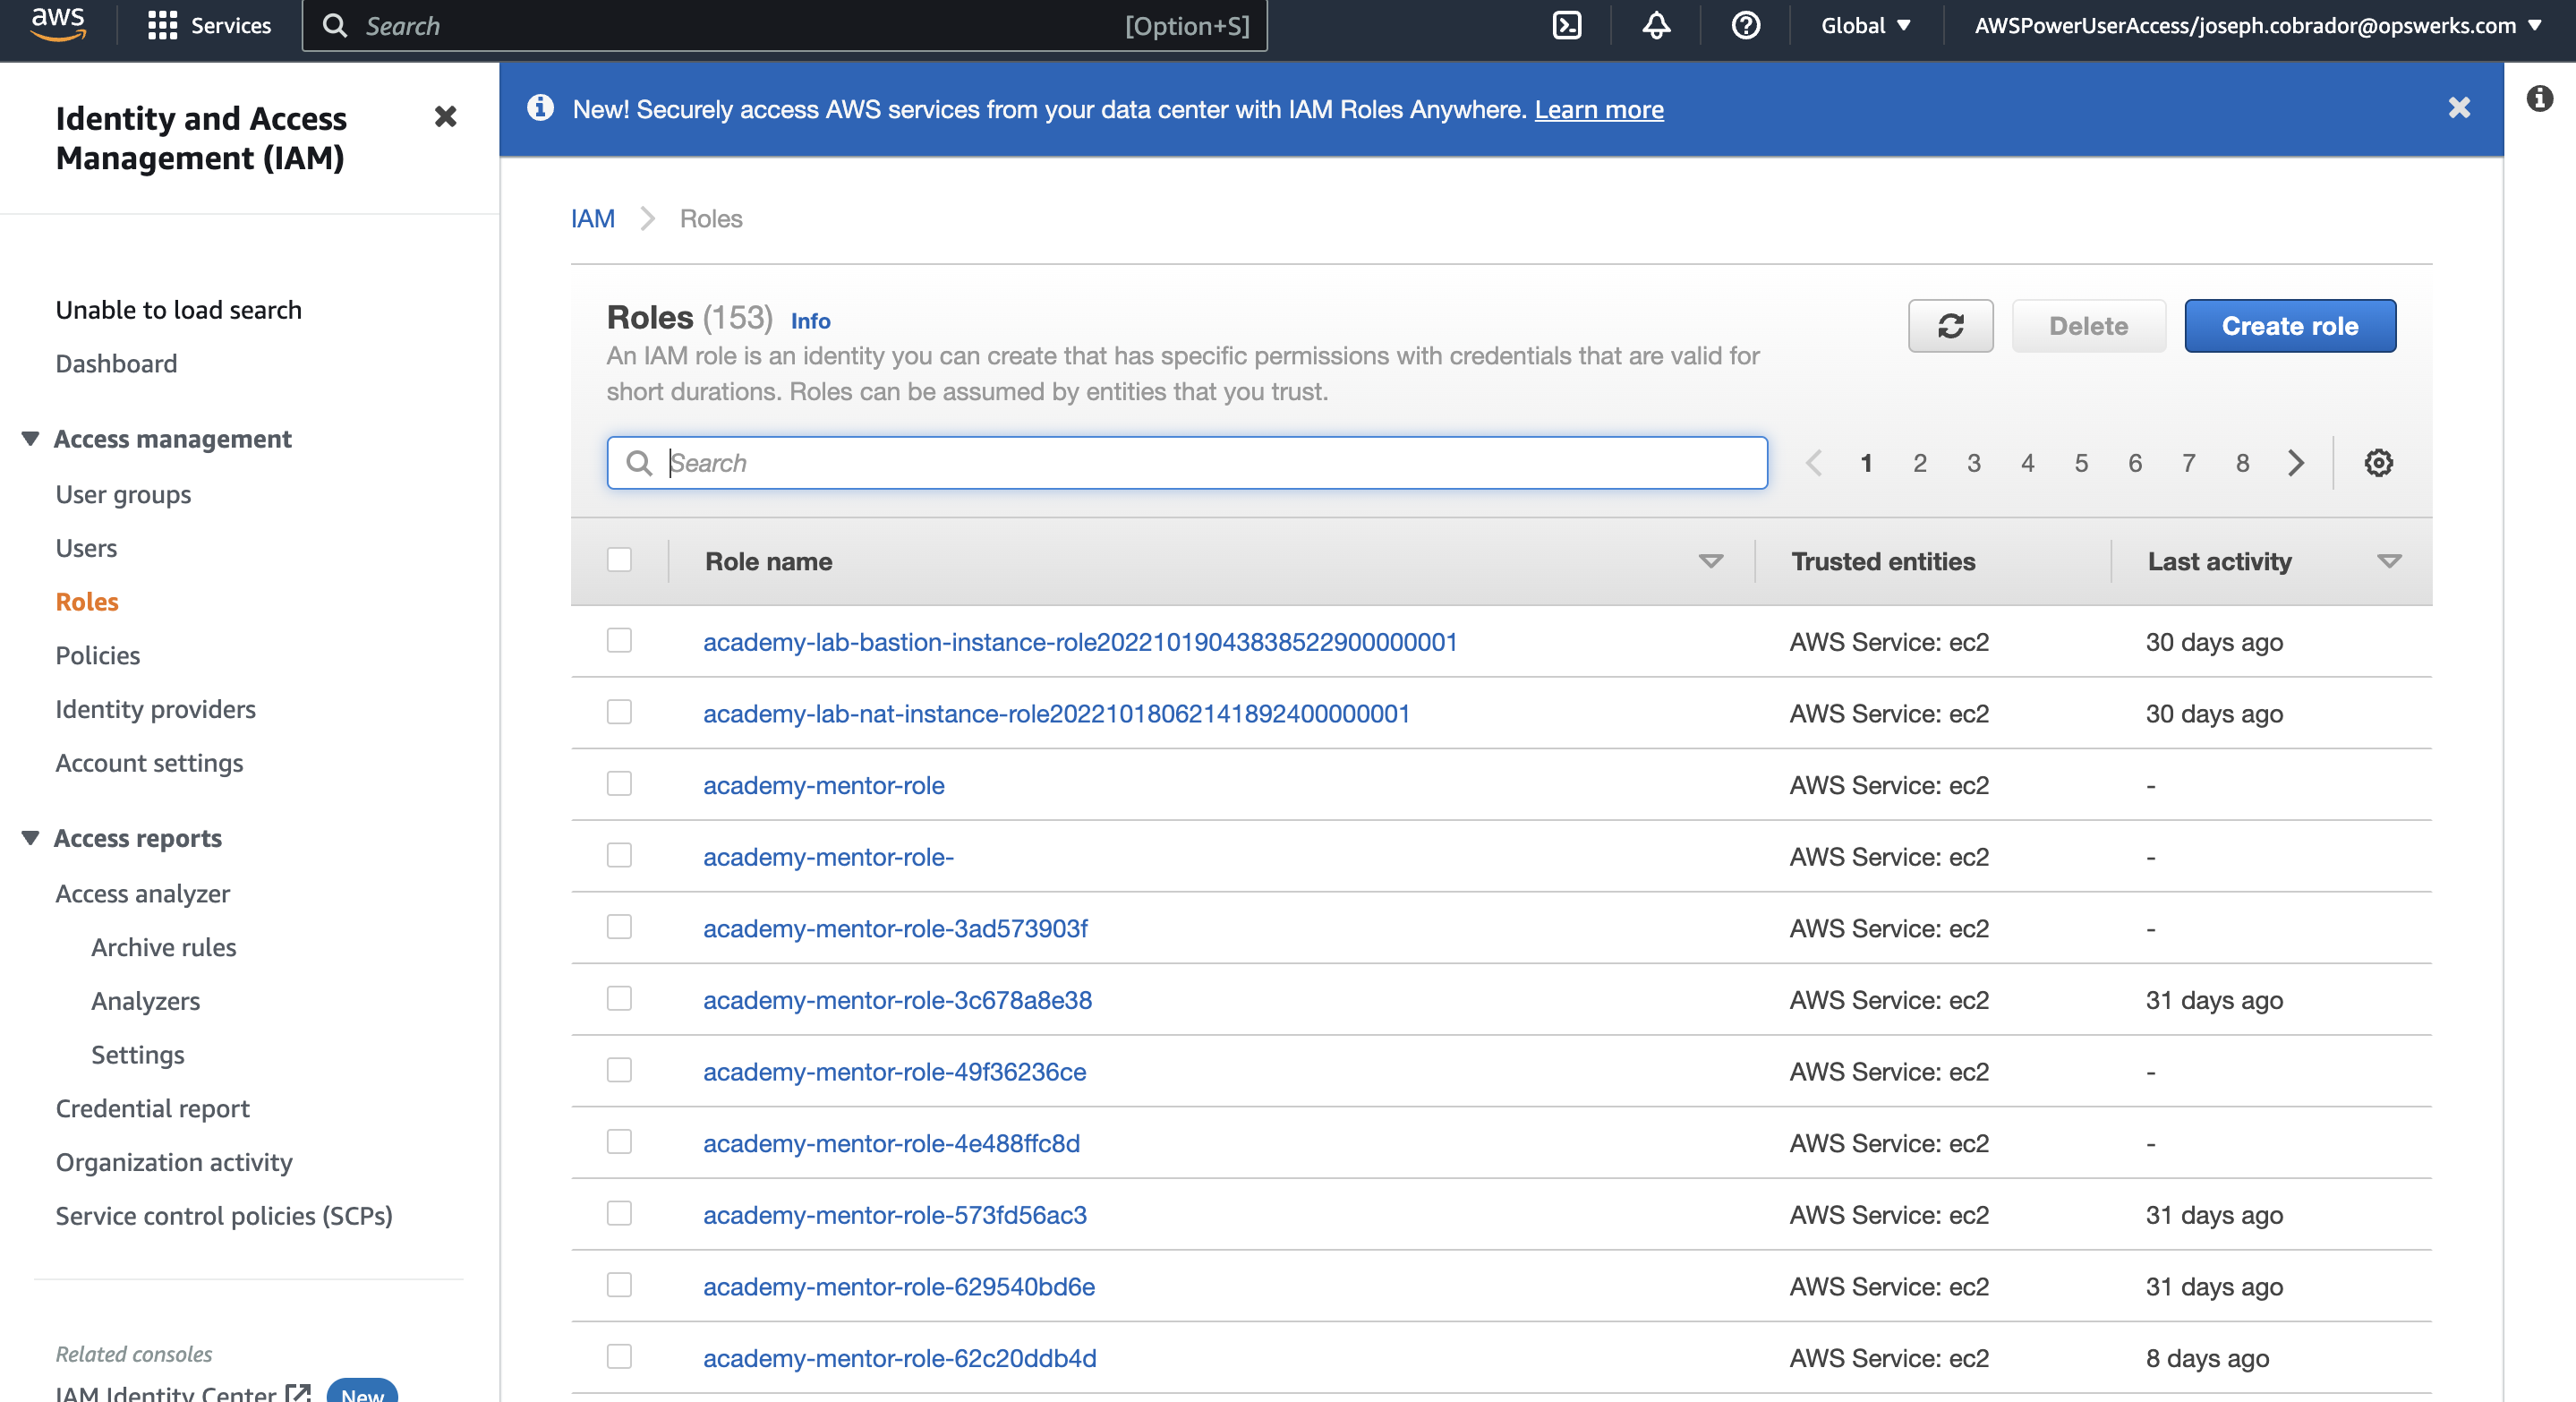 aws
Services
Search
[Option+S]
Global
AWSPowerUserAccess/joseph.cobrador@opswerks.com
Identity and Access
Management (IAM)
Unable to load search
Dashboard
Access management
User groups
Users
Roles
Policies
Identity providers
Account settings
Access reports
Access analyzer
Archive rules
Analyzers
Settings
Credential report
Organization activity
Service control policies (SCPs)
Related consoles
IAM Identity Center New
New! Securely access AWS services from your data center with IAM Roles Anywhere. Learn more
IAM Roles
Roles (153) Info
An IAM role is an identity you can create that has specific permissions with credentials that are valid for
short durations. Roles can be assumed by entities that you trust.
Delete
Create role
Search
1 2 3 4 5 6 7 8
Role name Trusted entities Last activity
academy-lab-bastion-instance-role20221019043838522900000001 AWS Service: ec2 30 days ago
academy-lab-nat-instance-role20221018062141892400000001 AWS Service: ec2 30 days ago
academy-mentor-role AWS Service: ec2 -
academy-mentor-role- AWS Service: ec2 -
academy-mentor-role-3ad573903f AWS Service: ec2 -
academy-mentor-role-3c678a8e38 AWS Service: ec2 31 days ago
academy-mentor-role-49f36236ce AWS Service: ec2 -
academy-mentor-role-4e488ffc8d AWS Service: ec2 -
academy-mentor-role-573fd56ac3 AWS Service: ec2 31 days ago
academy-mentor-role-629540bd6e AWS Service: ec2 31 days ago
academy-mentor-role-62c20ddb4d AWS Service: ec2 8 days ago